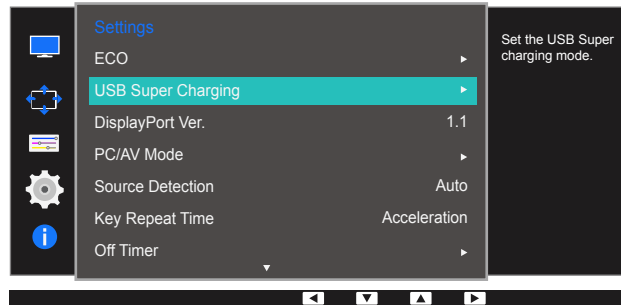 Settings
ECO
USB Super Charging
DisplayPort Ver. 1.1
PC/AV Mode
Source Detection Auto
Key Repeat Time Acceleration
Off Timer
Set the USB Super
charging mode.